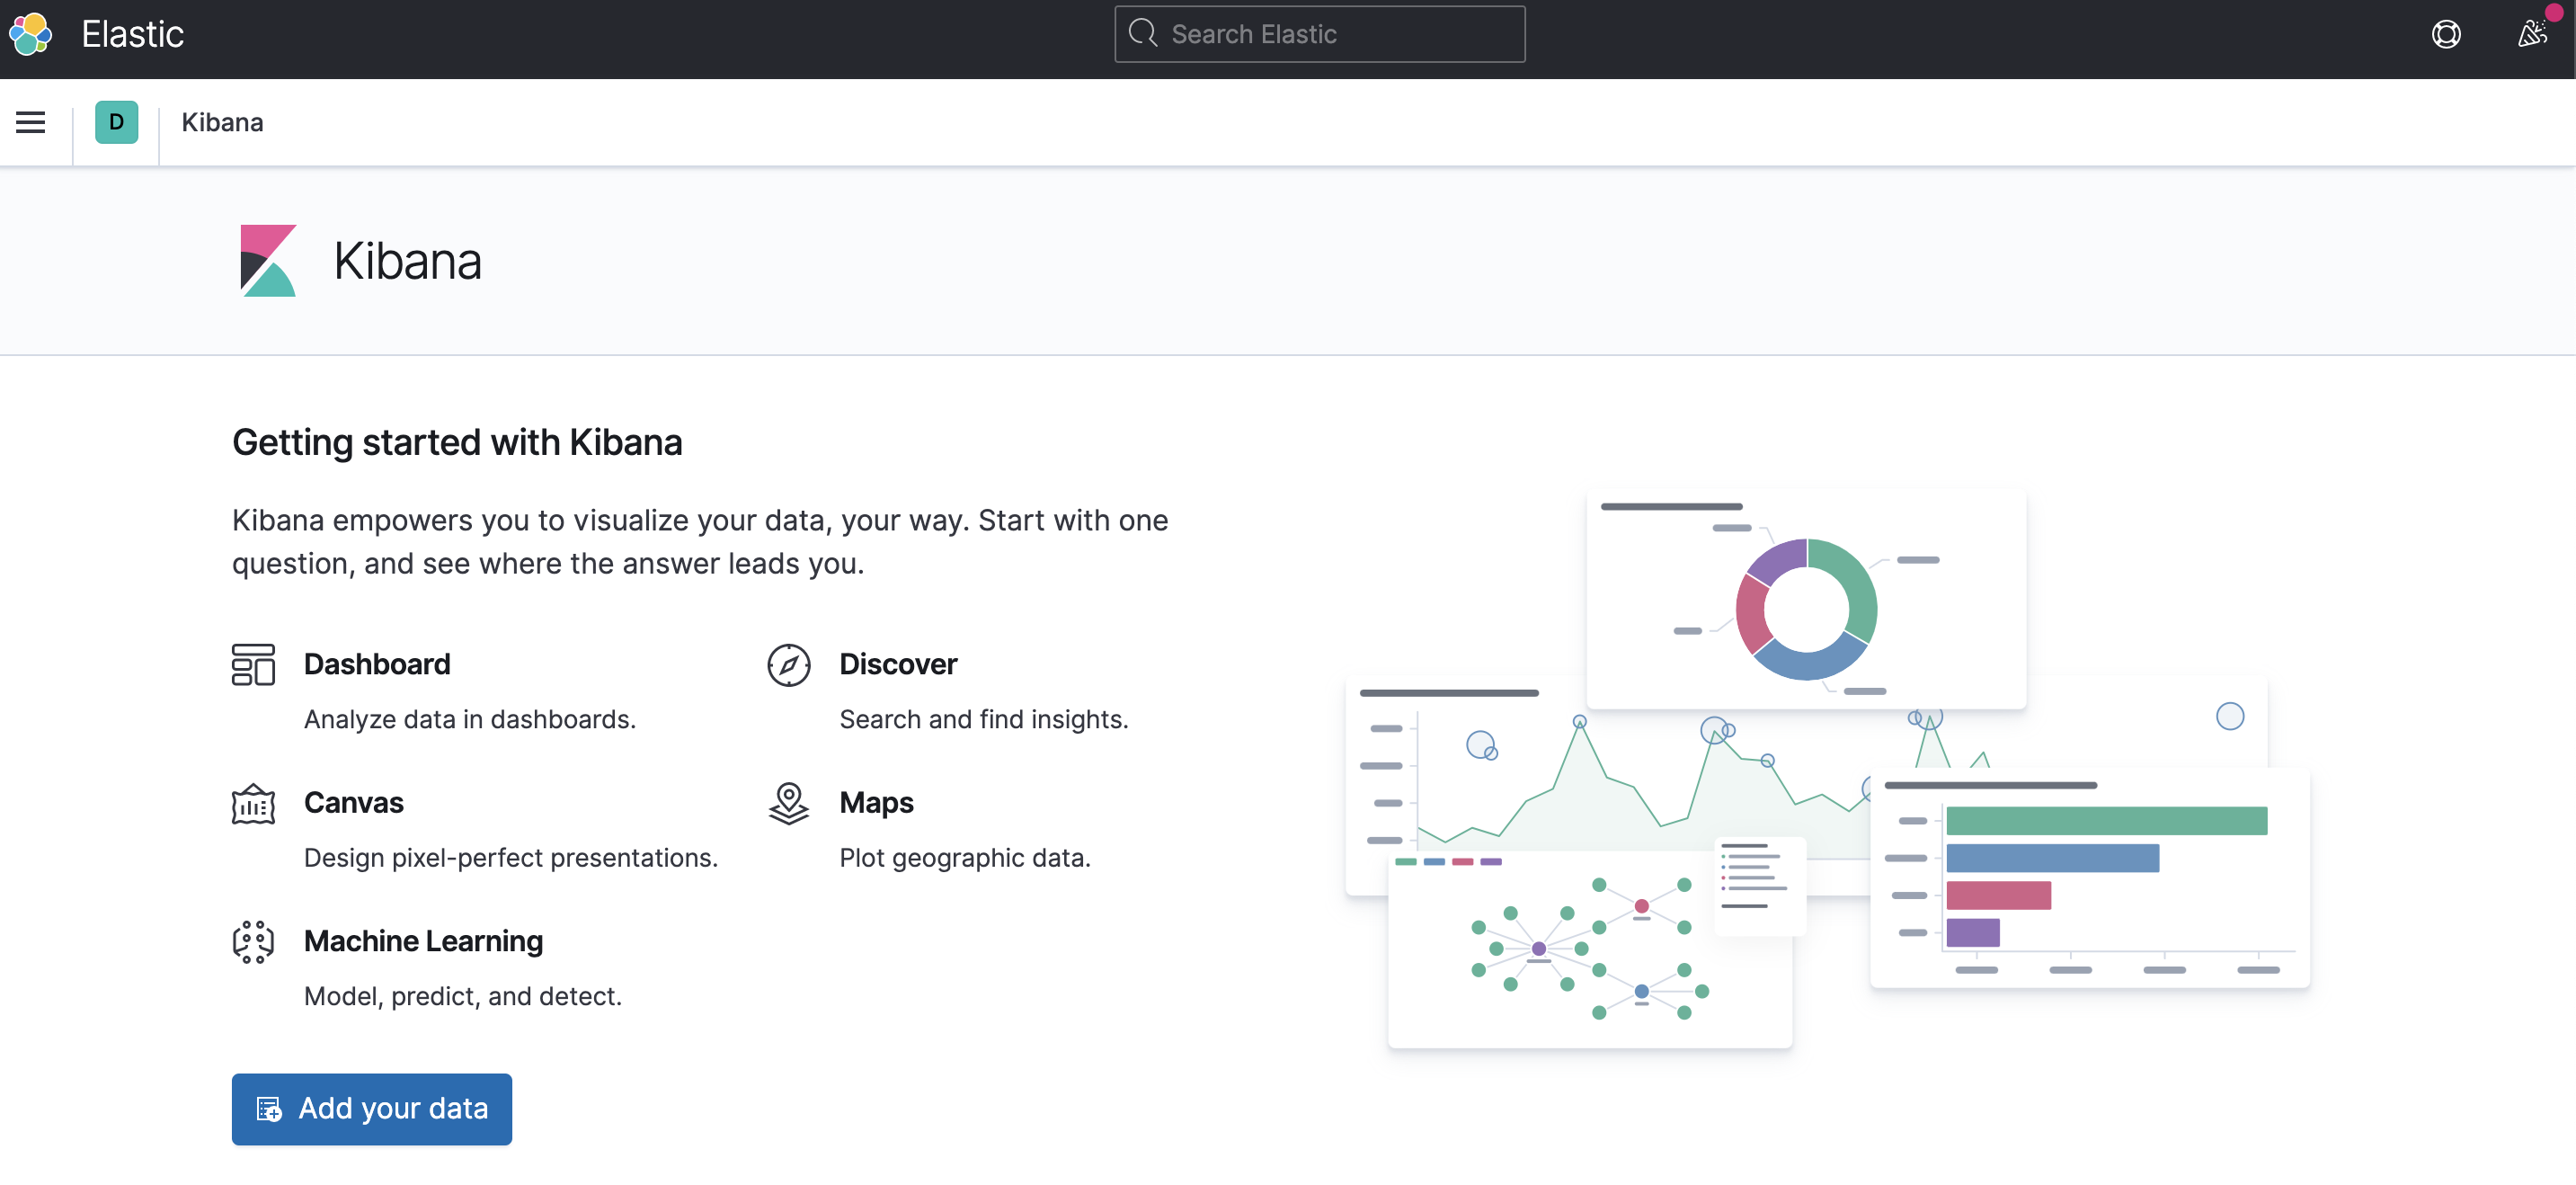 Elastic
Search Elastic
D
Kibana
Kibana
Getting started with Kibana
Kibana empowers you to visualize your data, your way. Start with one
question, and see where the answer leads you.
Dashboard
Analyze data in dashboards.
Discover
Search and find insights.
Canvas
Design pixel-perfect presentations.
Maps
Plot geographic data.
Machine Learning
Model, predict, and detect.
Add your data